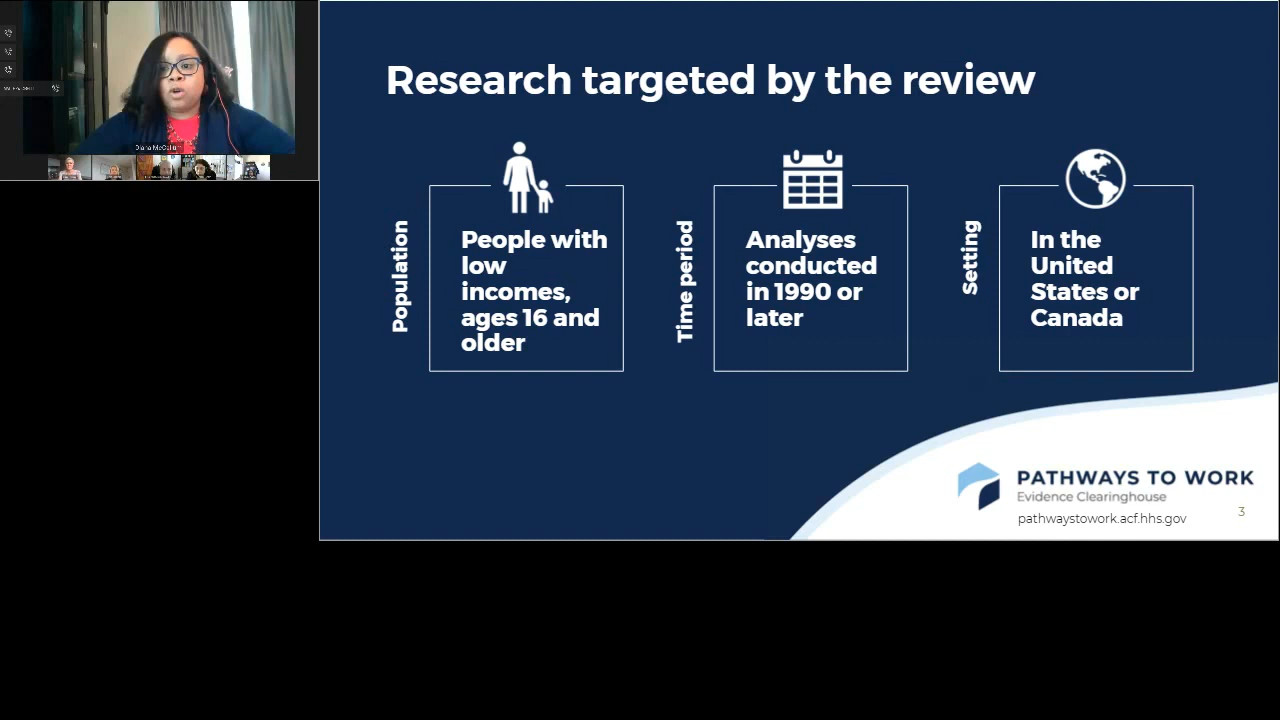 Diana McCallum
Research targeted by the review
Population
People with
low
incomes,
ages 16 and
older
Time period
Analyses
conducted
in 1990 or
later
Setting
In the
United
States or
Canada
PATHWAYS TO WORK
Evidence Clearinghouse
pathwaystowork.acf.hhs.gov
3